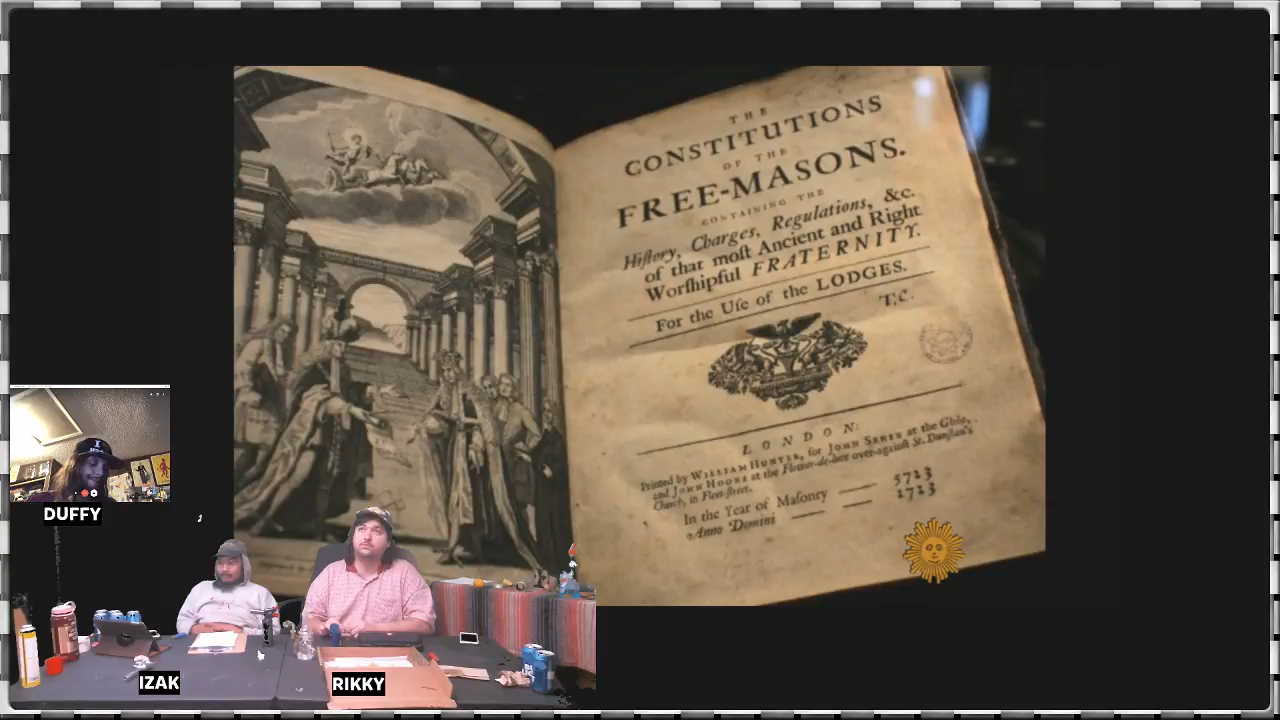 THE
CONSTITUTIONS
OF THE
FREE-MASONS.
CONTAINING THE
Hiſtory, Charges, Regulations, &c.
of that moſt Ancient and Right
Worſhipful FRATERNITY.
For the Uſe of the LODGES.
T.C.
LONDON:
Printed by WILLIAM HUNTER, for JOHN SENEX at the Globe,
and JOHN HOOKE at the Flower-de-luce over-againſt St. Dunſtan's
Church, in Fleet-ſtreet.
In the Year of Masonry 5723
Anno Domini 1723
DUFFY
IZAK
RIKKY